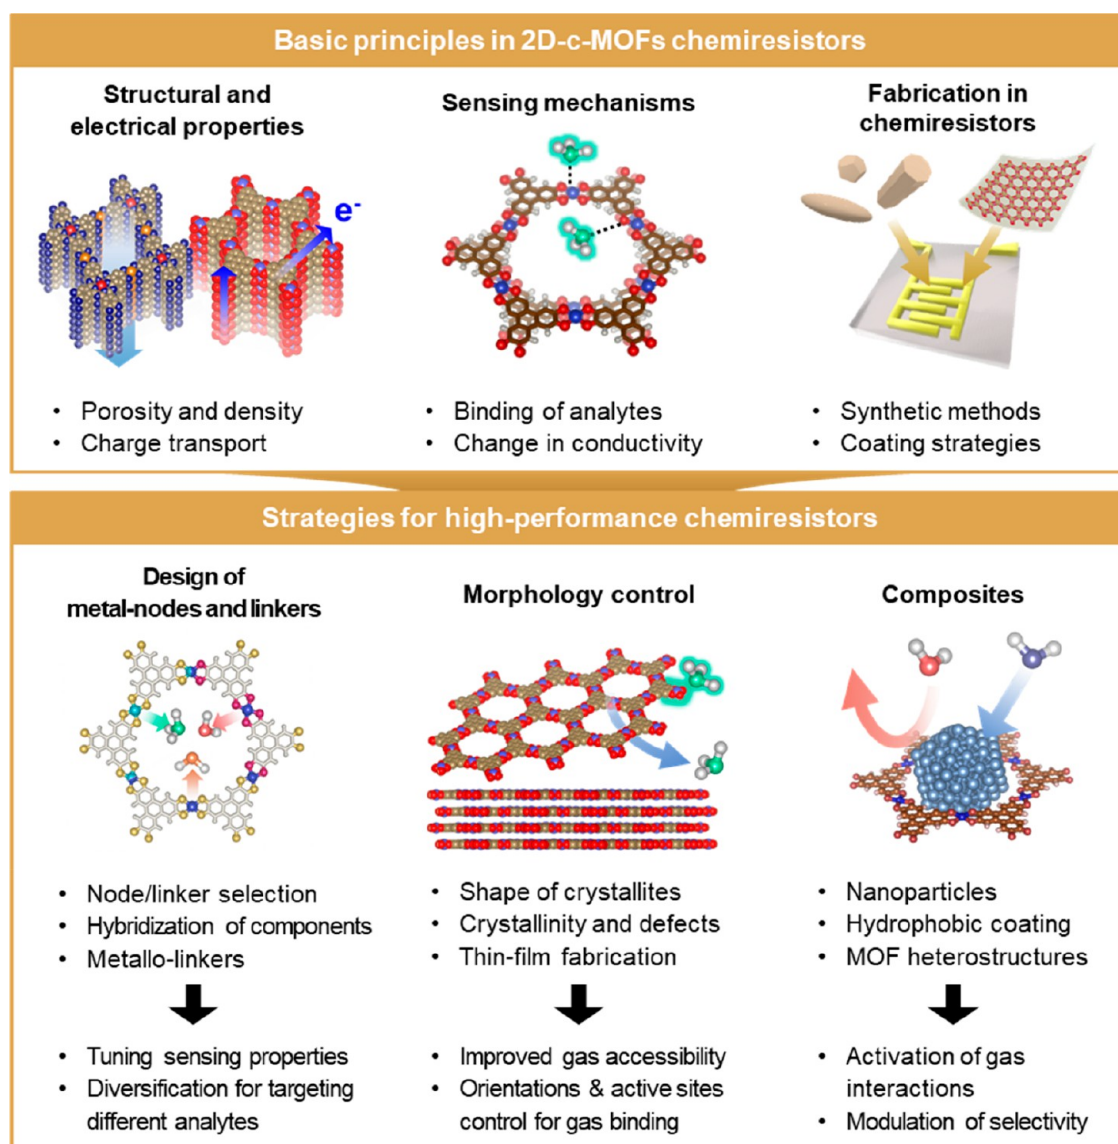 Basic principles in 2D-c-MOFs chemiresistors
Structural and
electrical properties
e-
• Porosity and density
• Charge transport
Sensing mechanisms
• Binding of analytes
• Change in conductivity
Fabrication in
chemiresistors
• Synthetic methods
• Coating strategies
Strategies for high-performance chemiresistors
Design of
metal-nodes and linkers
• Node/linker selection
• Hybridization of components
• Metallo-linkers
• Tuning sensing properties
• Diversification for targeting
different analytes
Morphology control
• Shape of crystallites
• Crystallinity and defects
• Thin-film fabrication
• Improved gas accessibility
• Orientations & active sites
control for gas binding
Composites
• Nanoparticles
• Hydrophobic coating
• MOF heterostructures
• Activation of gas
interactions
• Modulation of selectivity